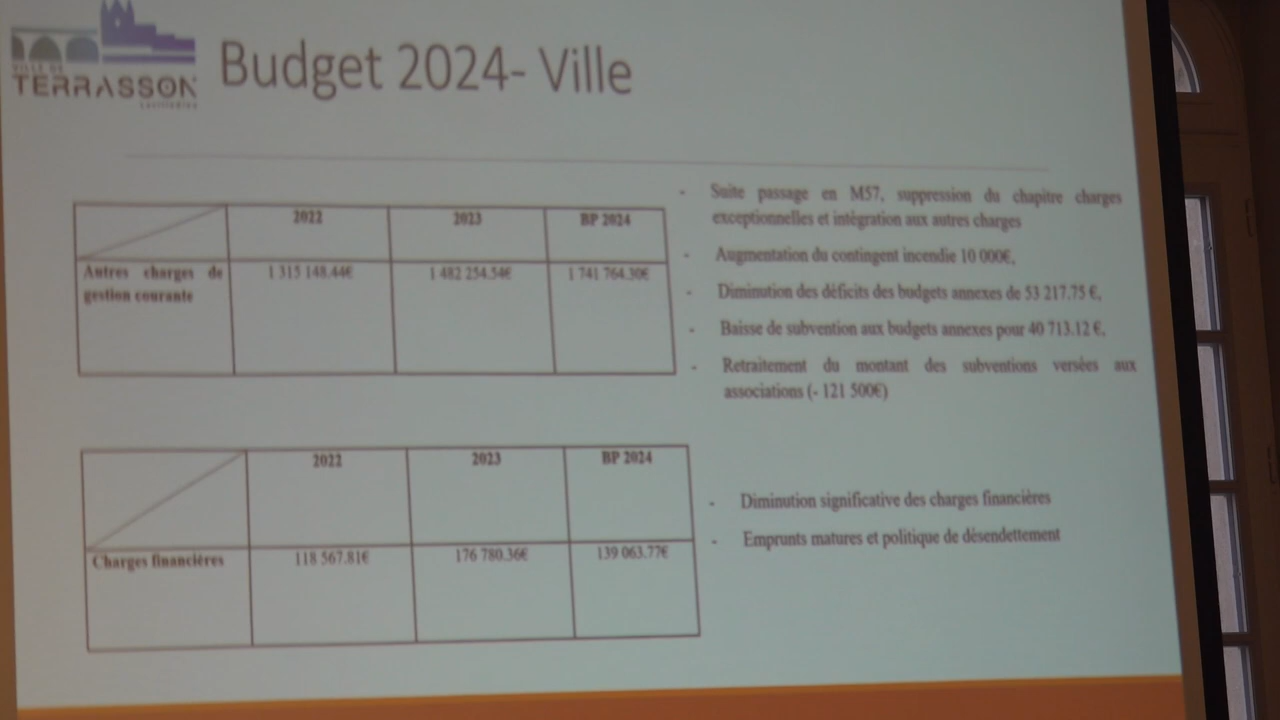 VILLE DE
TERRASSON
Budget 2024- Ville
2022
2023
BP 2024
Autres charges de
gestion courante
1 315 148.44€
1 482 254.54€
1 741 764.30€
- Suite passage en M57, suppression du chapitre charges
exceptionnelles et intégration aux autres charges
- Augmentation du contingent incendie 10 000€,
- Diminution des déficits des budgets annexes de 53 217.75 €,
- Baisse de subvention aux budgets annexes pour 40 713.12 €,
- Retraitement du montant des subventions versées aux
associations (- 121 500€)
2022
2023
BP 2024
Charges financières
118 567.81€
176 780.36€
139 063.77€
- Diminution significative des charges financières
- Emprunts matures et politique de désendettement